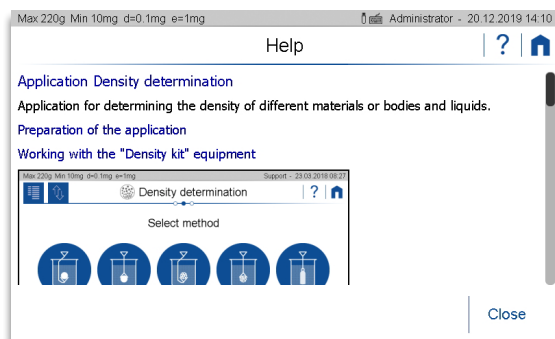 Max 220g Min 10mg d=0.1mg e=1mg
Administrator - 20.12.2019 14:10
Help
?
Application Density determination
Application for determining the density of different materials or bodies and liquids.
Preparation of the application
Working with the "Density kit" equipment
Max 220g Min 10mg d=0.1mg e=1mg
Support - 23.03.2018 08:27
Density determination
?
Select method
Close